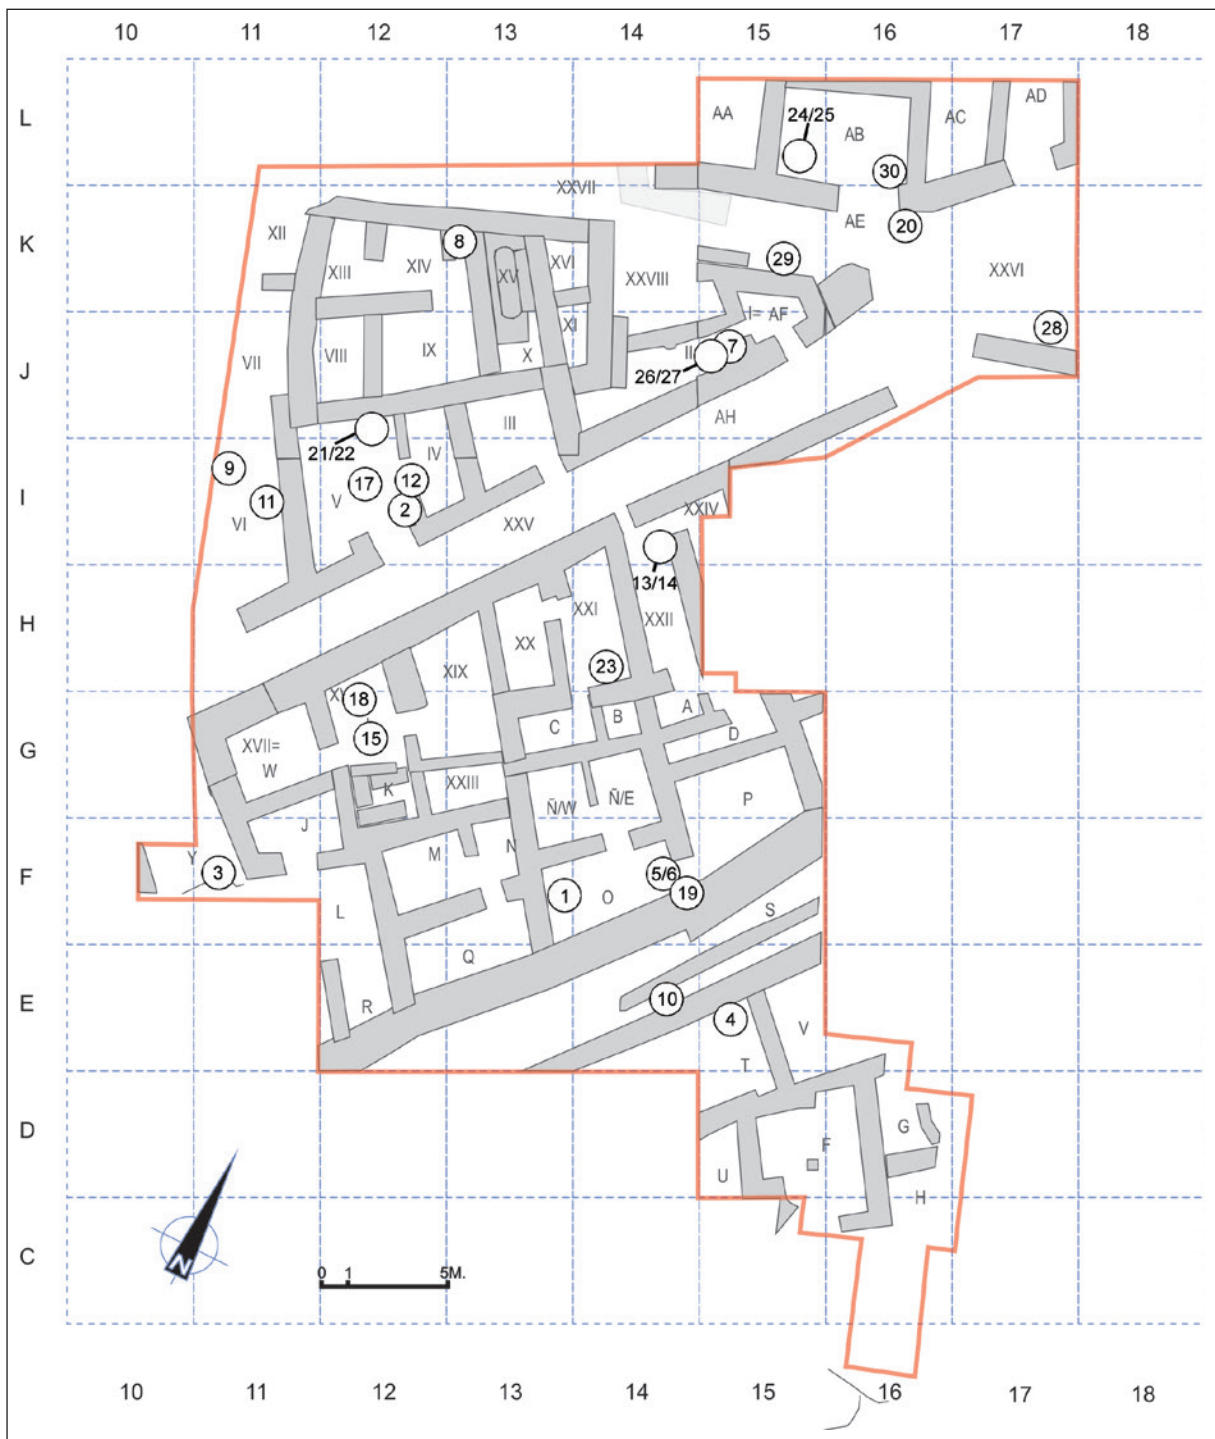 10 11 12 13 14 15 16 17 18
L
AA
24/25
AB
AC
AD
30
XXVII
K
XII
XIII
XIV
8
XV
XVI
XXVIII
29
AE
20
XXVI
J
VII
VIII
IX
X
XI
II
7
I= AF
28
26/27
AH
III
21/22
IV
I
9
11
VI
V
17
12
2
XXV
XXIV
13/14
H
XX
XXI
XXII
XIX
23
18
G
XVII=
W
15
C
B
A
D
K
XXIII
Ñ/W
Ñ/E
P
J
F
Y
3
M
N
5/6
19
1
O
L
S
Q
E
R
10
4
V
T
D
F
G
U
H
C
N
0 1 5M.
10 11 12 13 14 15 16 17 18